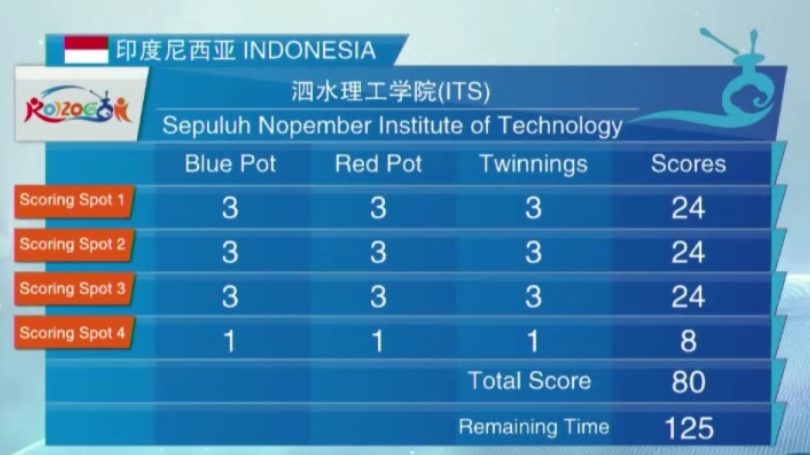 印度尼西亚 INDONESIA
ROBOCON
泗水理工学院(ITS)
Sepuluh Nopember Institute of Technology
Blue Pot Red Pot Twinnings Scores
Scoring Spot 1 3 3 3 24
Scoring Spot 2 3 3 3 24
Scoring Spot 3 3 3 3 24
Scoring Spot 4 1 1 1 8
Total Score 80
Remaining Time 125